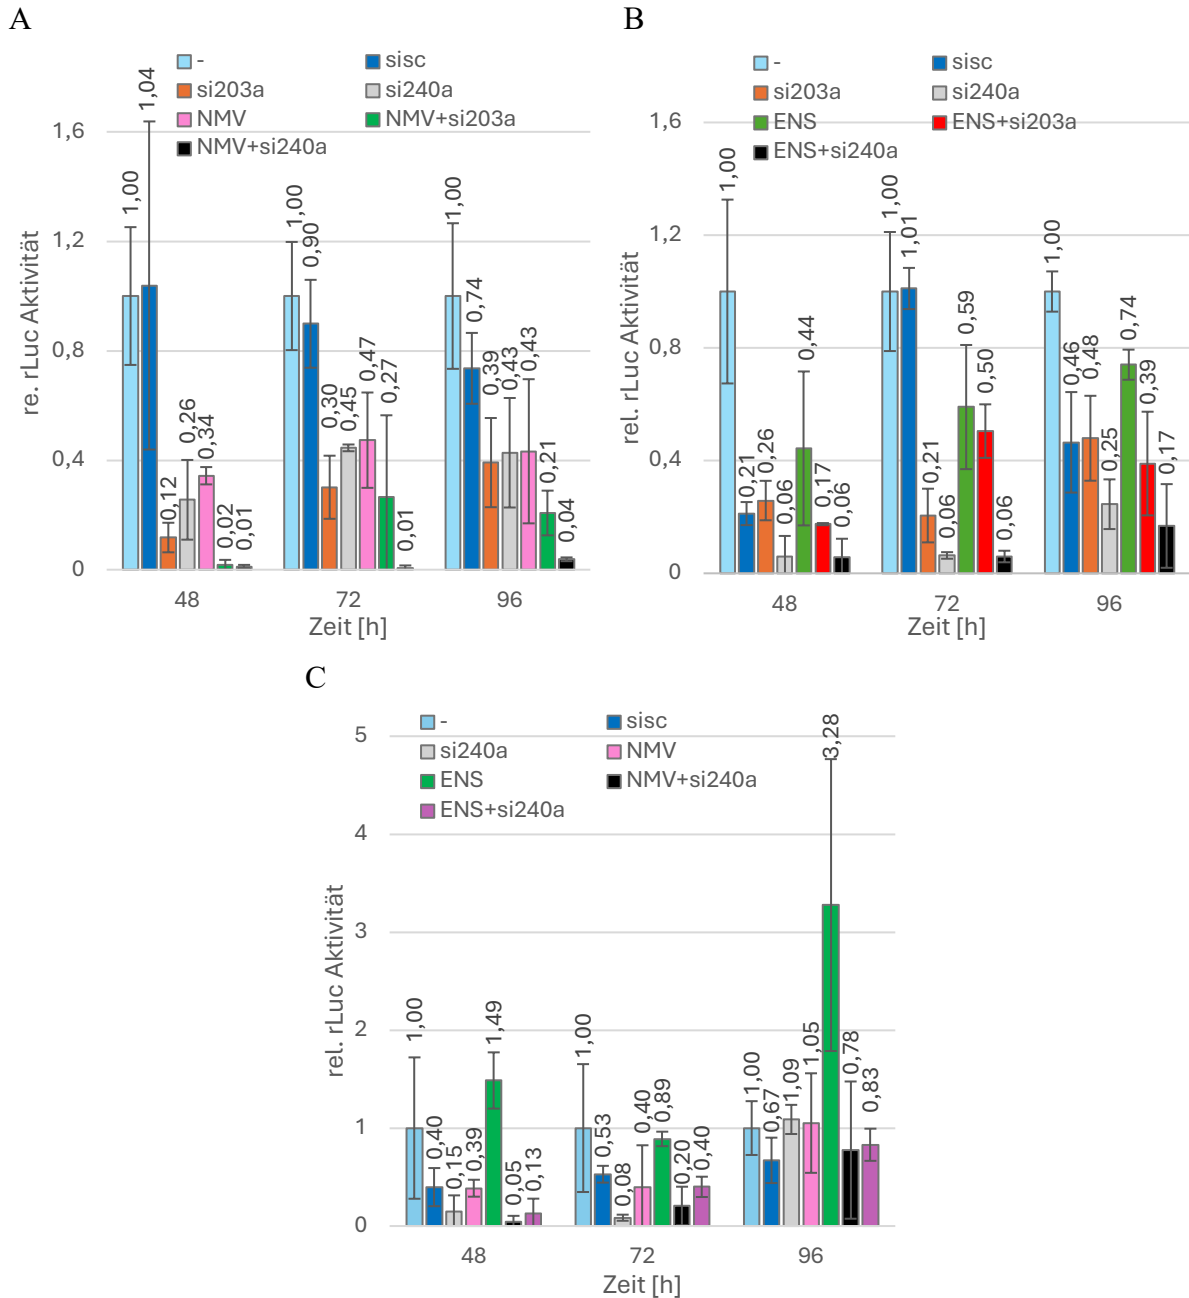 A
- sisc
si203a si240a
NMV NMV+si203a
NMV+si240a
re. rLuc Aktivität
1,6
1,2
0,8
0,4
0
1,00 1,04 0,12 0,26 0,34 0,02 0,01
1,00 0,90 0,30 0,45 0,47 0,27 0,01
1,00 0,74 0,39 0,43 0,43 0,21 0,04
48 72 96
Zeit [h]
B
- sisc
si203a si240a
ENS ENS+si203a
ENS+si240a
rel. rLuc Aktivität
1,6
1,2
0,8
0,4
0
1,00 0,21 0,26 0,06 0,44 0,17 0,06
1,00 1,01 0,21 0,06 0,59 0,50 0,06
1,00 0,46 0,48 0,25 0,74 0,39 0,17
48 72 96
Zeit [h]
C
- sisc
si240a NMV
ENS NMV+si240a
ENS+si240a
rel. rLuc Aktivität
5
4
3
2
1
0
1,00 0,40 0,15 0,39 1,49 0,05 0,13
1,00 0,53 0,08 0,40 0,89 0,20 0,40
1,00 0,67 1,09 1,05 3,28 0,78 0,83
48 72 96
Zeit [h]